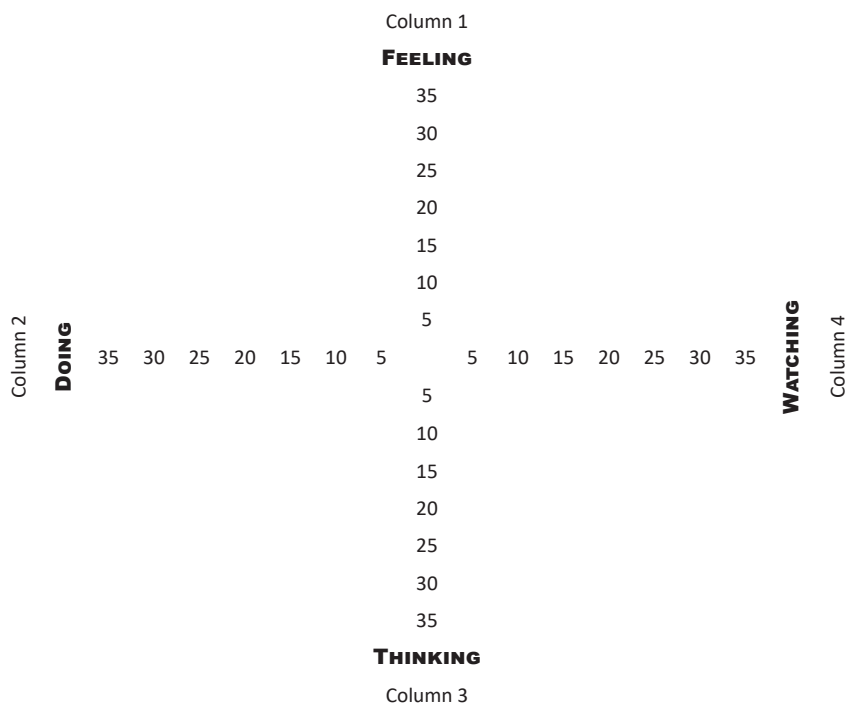 Column 1
FEELING
35
30
25
20
15
10
5
Column 2
DOING
35 30 25 20 15 10 5 5 10 15 20 25 30 35
WATCHING
Column 4
5
10
15
20
25
30
35
THINKING
Column 3